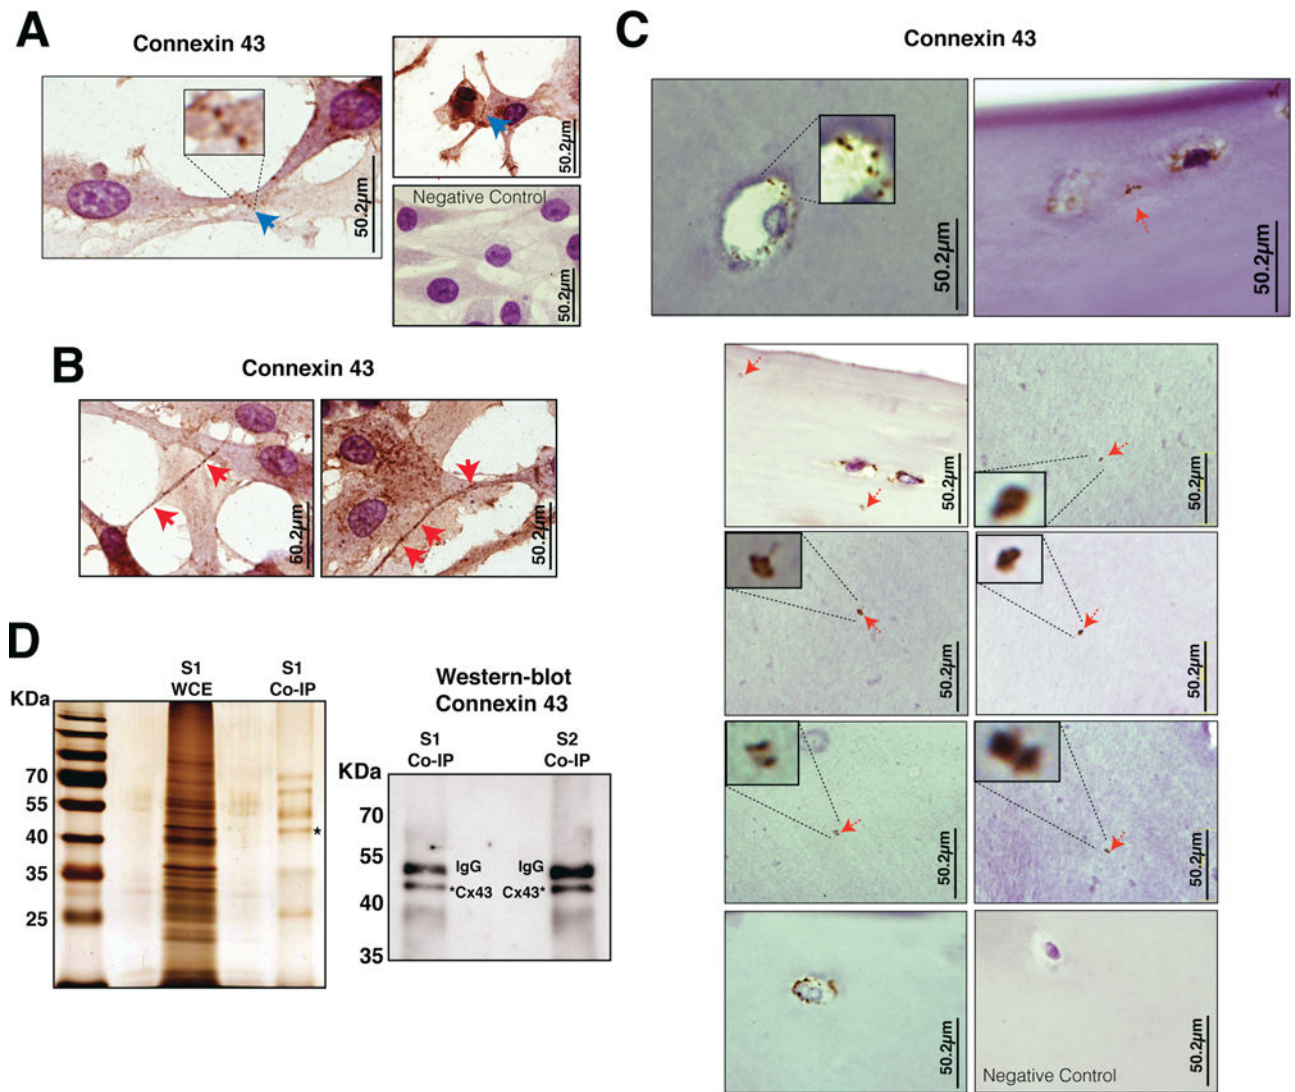 A
Connexin 43
50.2µm
50.2µm
Negative Control
50.2µm
B
Connexin 43
50.2µm
50.2µm
C
Connexin 43
50.2µm
50.2µm
50.2µm
50.2µm
50.2µm
50.2µm
50.2µm
50.2µm
50.2µm
Negative Control
50.2µm
D
KDa
S1
WCE
S1
Co-IP
70
55
40
35
25
*
Western-blot
Connexin 43
KDa
S1
Co-IP
S2
Co-IP
70
55
40
35
IgG
IgG
*Cx43
Cx43*